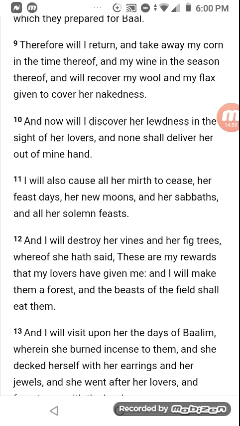 6:00 PM
which they prepared for Baal.
9 Therefore will I return, and take away my corn
in the time thereof, and my wine in the season
thereof, and will recover my wool and my flax
given to cover her nakedness.
10 And now will I discover her lewdness in the
sight of her lovers, and none shall deliver her
out of mine hand.
11 I will also cause all her mirth to cease, her
feast days, her new moons, and her sabbaths,
and all her solemn feasts.
12 And I will destroy her vines and her fig trees,
whereof she hath said, These are my rewards
that my lovers have given me: and I will make
them a forest, and the beasts of the field shall
eat them.
13 And I will visit upon her the days of Baalim,
wherein she burned incense to them, and she
decked herself with her earrings and her
jewels, and she went after her lovers, and
Recorded by mobizen